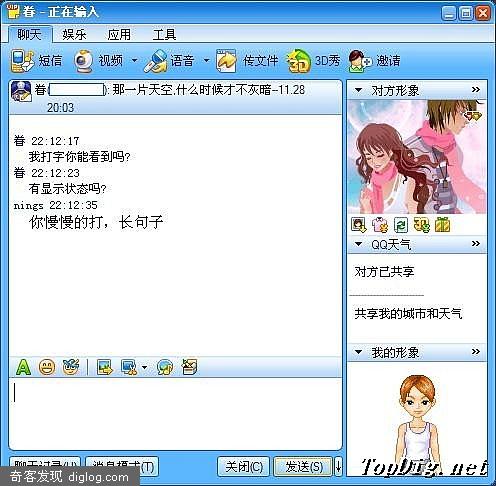 VIP 眷 - 正在输入
聊天 娱乐 应用 工具
短信 视频 语音 传文件 3D 3D秀 邀请
眷( ): 那一片天空.什么时候才不灰暗--11.28
20:03
眷 22:12:17
我打字你能看到吗?
眷 22:12:23
有显示状态吗?
nings 22:12:35
你慢慢的打，长句子
对方形象
3D
QQ天气
对方已共享
共享我的城市和天气
我的形象
A
聊天记录(H) 消息模式(T) 关闭(C) 发送(S)
奇客发现 diglog.com
TopDig.net